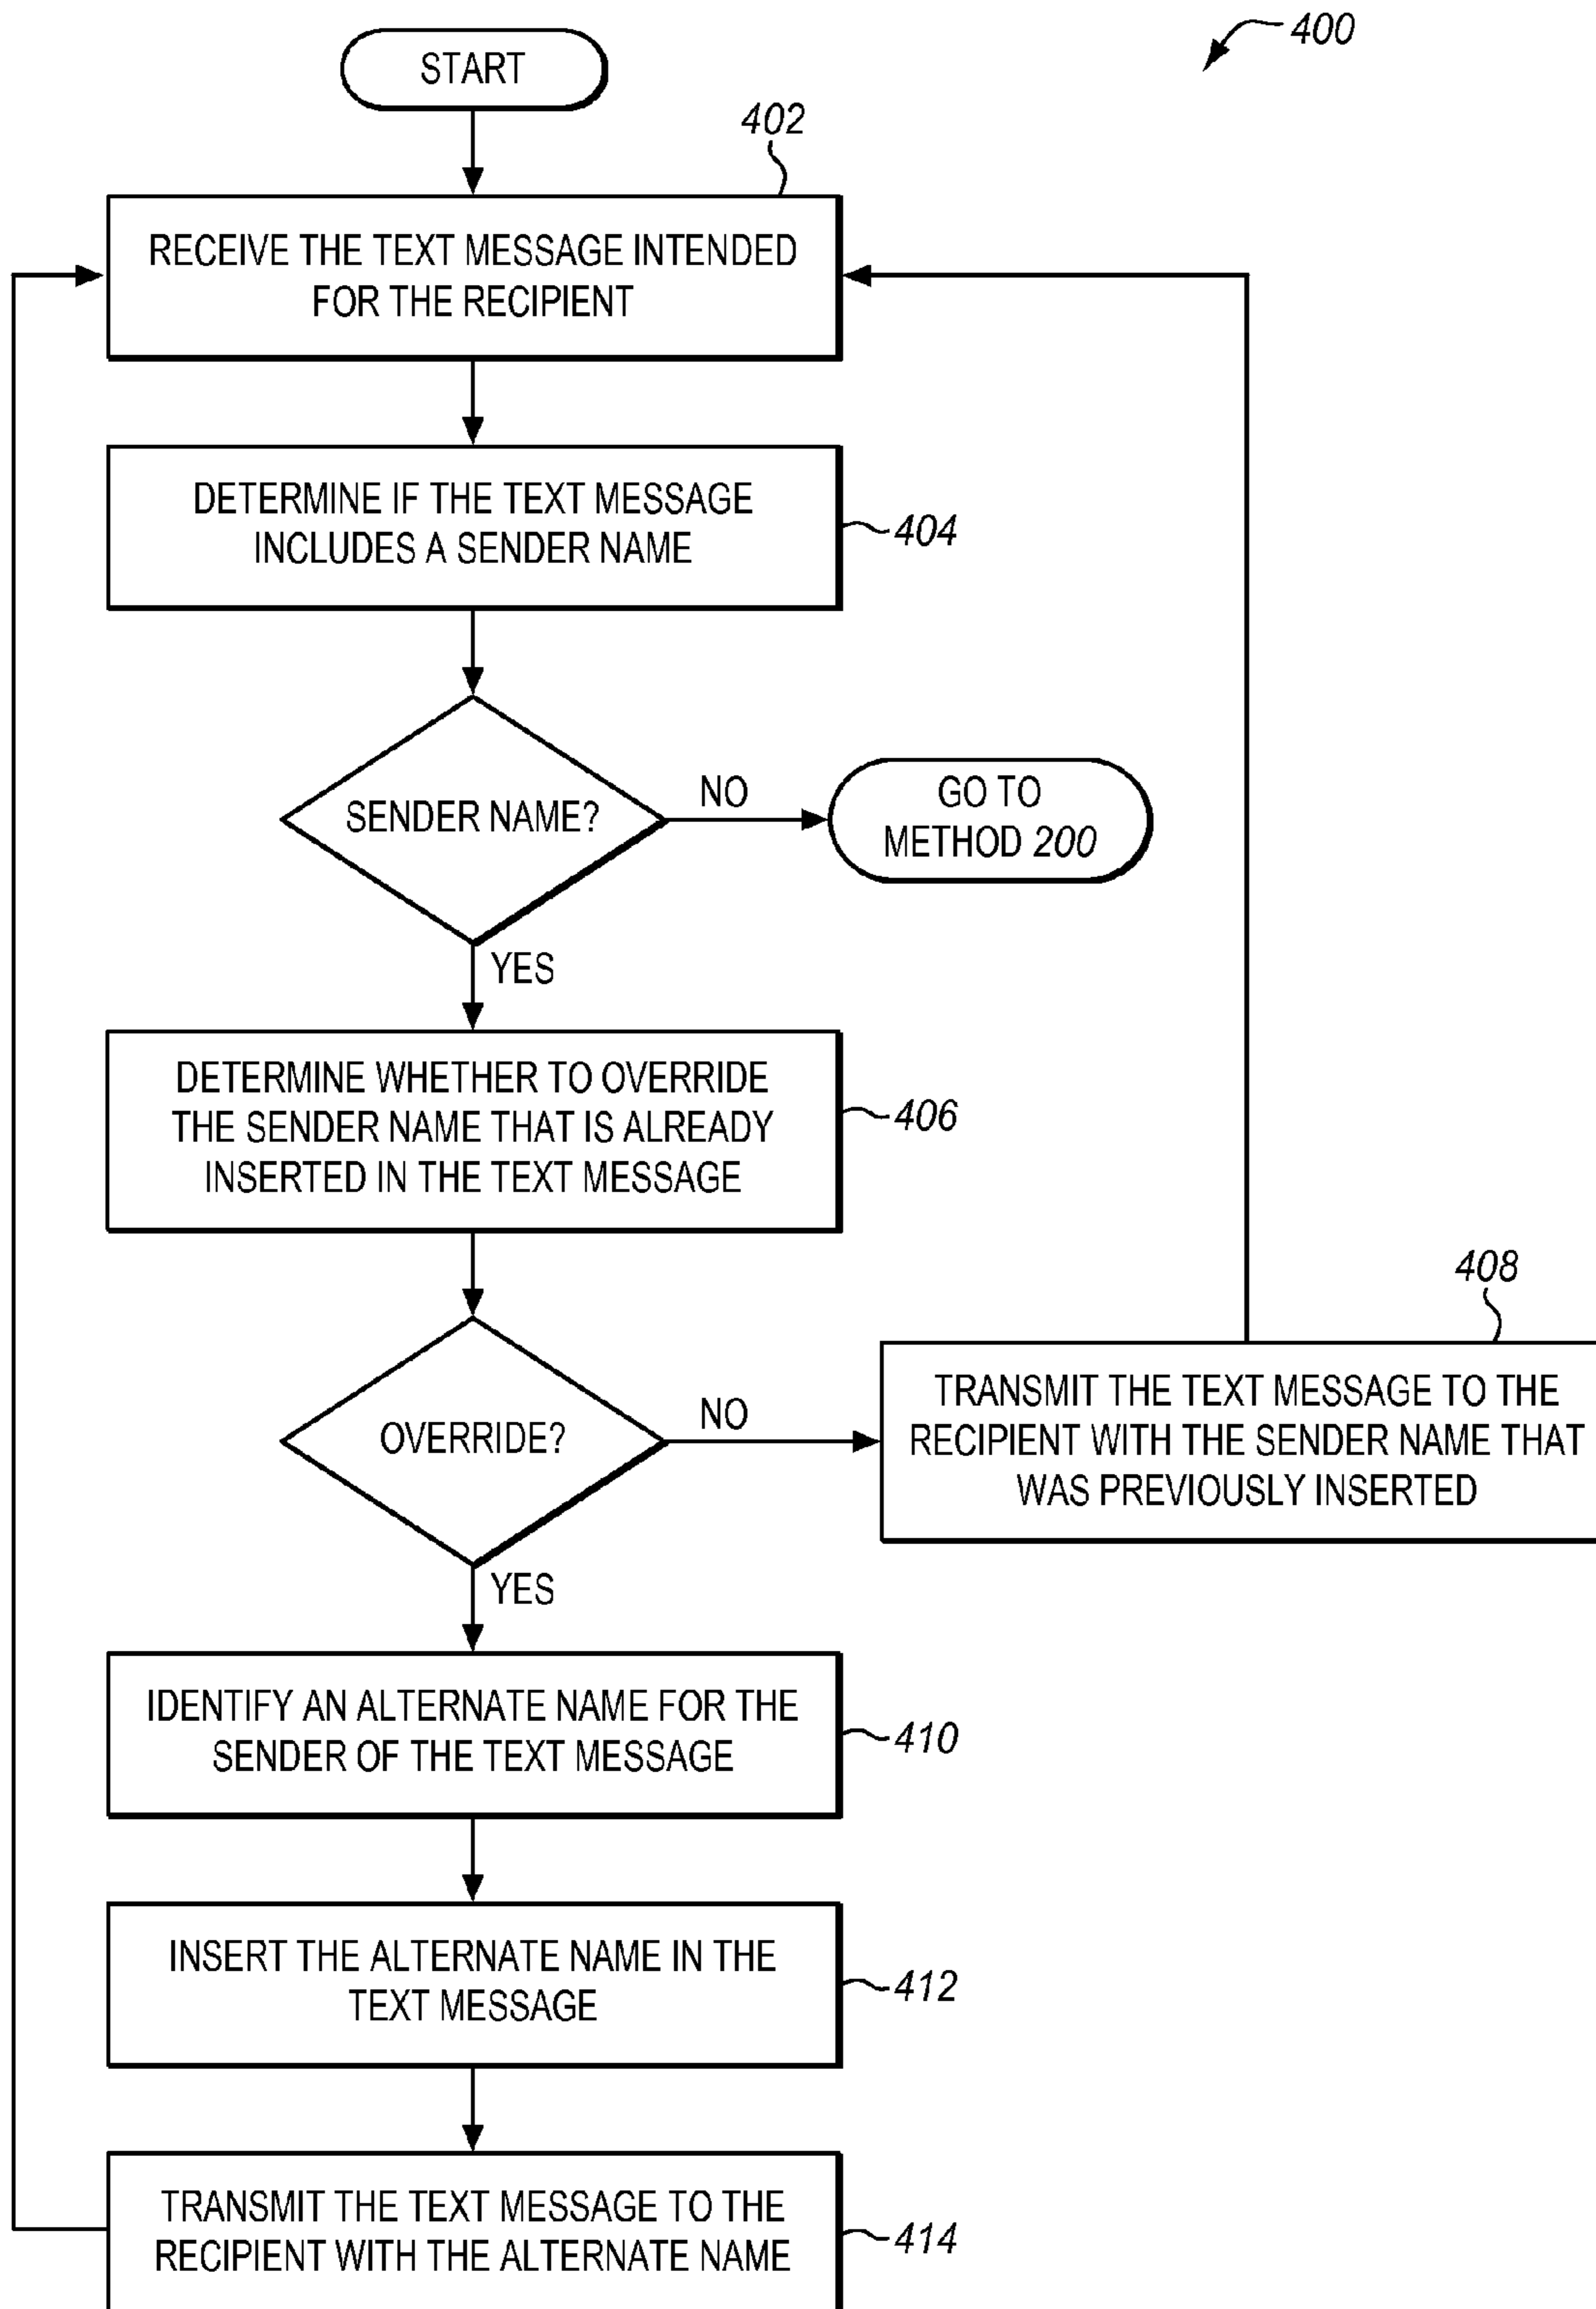 400
START
402
RECEIVE THE TEXT MESSAGE INTENDED
FOR THE RECIPIENT
DETERMINE IF THE TEXT MESSAGE
INCLUDES A SENDER NAME
404
SENDER NAME?
NO
GO TO
METHOD 200
YES
DETERMINE WHETHER TO OVERRIDE
THE SENDER NAME THAT IS ALREADY
INSERTED IN THE TEXT MESSAGE
406
OVERRIDE?
NO
408
TRANSMIT THE TEXT MESSAGE TO THE
RECIPIENT WITH THE SENDER NAME THAT
WAS PREVIOUSLY INSERTED
YES
IDENTIFY AN ALTERNATE NAME FOR THE
SENDER OF THE TEXT MESSAGE
410
INSERT THE ALTERNATE NAME IN THE
TEXT MESSAGE
412
TRANSMIT THE TEXT MESSAGE TO THE
RECIPIENT WITH THE ALTERNATE NAME
414